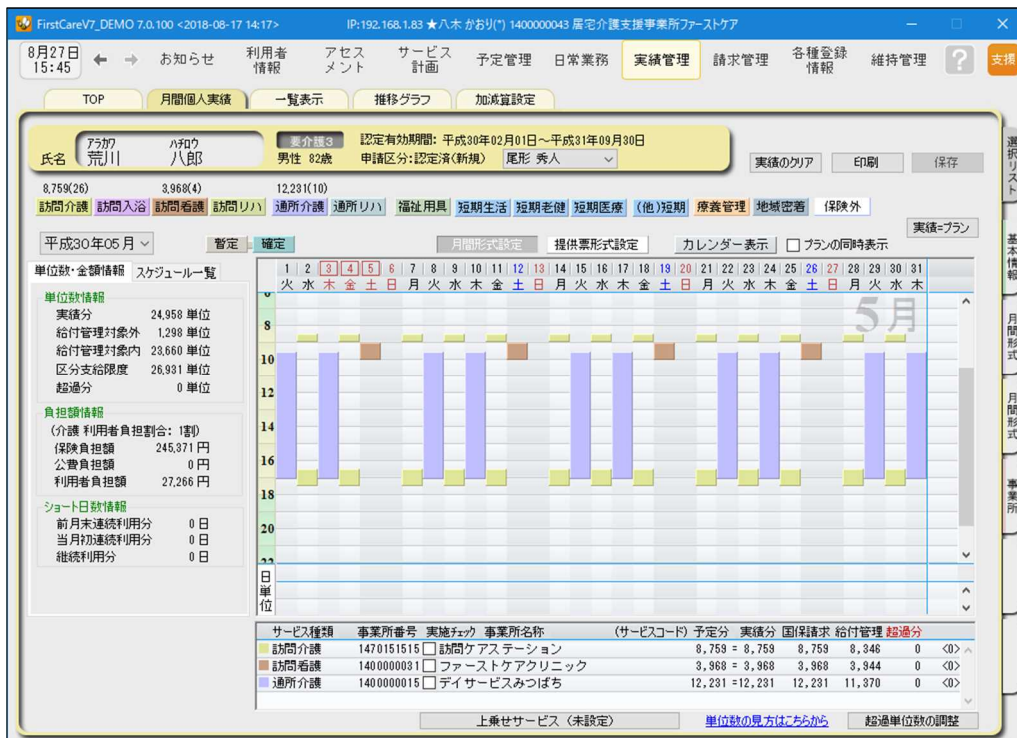 FirstCareV7_DEMO 7.0.100 <2018-08-17 14:17> IP:192.168.1.83 ★八木 かおり(*) 1400000043 居宅介護支援事業所ファーストケア
8月27日 15:45 お知らせ 利用者情報 アセスメント サービス計画 予定管理 日常業務 実績管理 請求管理 各種登録情報 維持管理 ? 支援
TOP 月間個人実績 一覧表示 推移グラフ 加減算設定
アラカワ ハチロウ 要介護3 認定有効期間: 平成30年02月01日～平成31年09月30日
氏名 荒川 八郎 男性 82歳 申請区分:認定済(新規) 尾形 秀人 実績のクリア 印刷 保存
8,759(26) 3,968(4) 12,231(10)
訪問介護 訪問入浴 訪問看護 訪問リハ 通所介護 通所リハ 福祉用具 短期生活 短期老健 短期医療 (他)短期 療養管理 地域密着 保険外
実績=プラン
平成30年05月 暫定 確定 月間形式設定 提供票形式設定 カレンダー表示 プランの同時表示
単位数・金額情報 スケジュール一覧
単位数情報
実績分 24,958 単位
給付管理対象外 1,298 単位
給付管理対象内 23,660 単位
区分支給限度 26,931 単位
超過分 0 単位
負担額情報
(介護 利用者負担割合: 1割)
保険負担額 245,371 円
公費負担額 0 円
利用者負担額 27,266 円
ショート日数情報
前月末連続利用分 0 日
当月初連続利用分 0 日
継続利用分 0 日
1 2 3 4 5 6 7 8 9 10 11 12 13 14 15 16 17 18 19 20 21 22 23 24 25 26 27 28 29 30 31
火 水 木 金 土 日 月 火 水 木 金 土 日 月 火 水 木 金 土 日 月 火 水 木 金 土 日 月 火 水 木
5月
8
10
12
14
16
18
20
22
日単位
サービス種類 事業所番号 実施チェック 事業所名称 (サービスコード) 予定分 実績分 国保請求 給付管理 超過分
訪問介護 1470151515 訪問ケアステーション 8,759 = 8,759 8,759 8,346 0 <0>
訪問看護 1400000031 ファーストケアクリニック 3,968 = 3,968 3,968 3,944 0 <0>
通所介護 1400000015 デイサービスみつばち 12,231 =12,231 12,231 11,370 0 <0>
上乗せサービス (未設定) 単位数の見方はこちらから 超過単位数の調整
選択リスト
基本情報
月間形式
月間形式
事業所